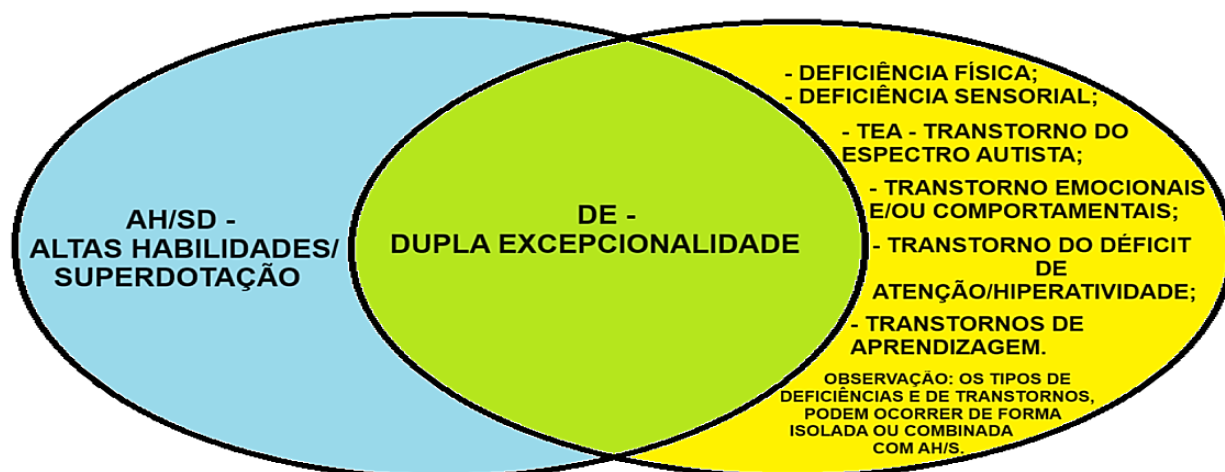 AH/SD -
ALTAS HABILIDADES/
SUPERDOTAÇÃO
DE -
DUPLA EXCEPCIONALIDADE
- DEFICIÊNCIA FÍSICA;
- DEFICIÊNCIA SENSORIAL;
- TEA - TRANSTORNO DO
ESPECTRO AUTISTA;
- TRANSTORNO EMOCIONAIS
E/OU COMPORTAMENTAIS;
- TRANSTORNO DO DÉFICIT
DE
ATENÇÃO/HIPERATIVIDADE;
- TRANSTORNOS DE
APRENDIZAGEM.
OBSERVAÇÃO: OS TIPOS DE
DEFICIÊNCIAS E DE TRANSTORNOS,
PODEM OCORRER DE FORMA
ISOLADA OU COMBINADA
COM AH/S.